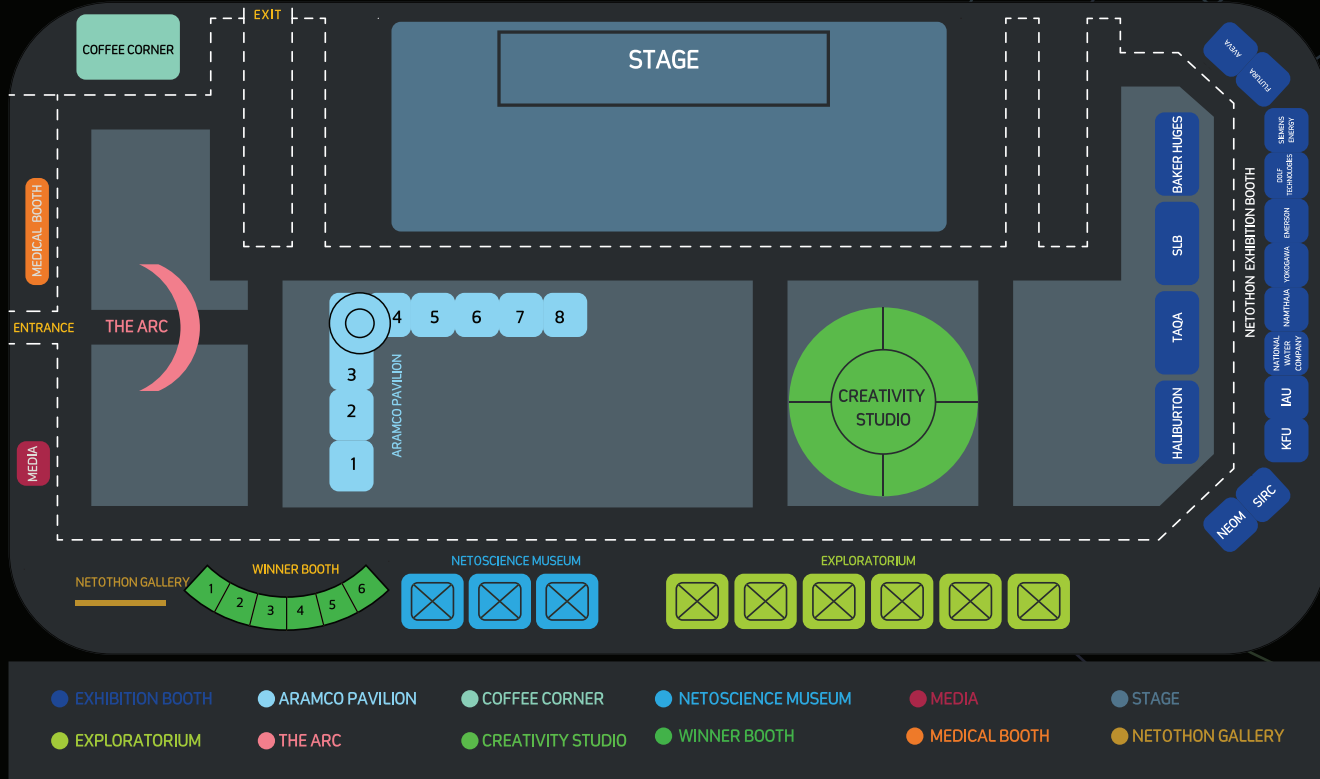 EXIT
COFFEE CORNER
STAGE
AVEVA
FUTURA
SIEMENS
ENERGY
BAKER HUGES
MEDICAL BOOTH
TECHNOLOGIES
EMERSON
SLB
NETOTHON EXHIBITION BOOTH
YOKOGAWA
NAMTHAJA
ENTRANCE
THE ARC
4
5
6
7
8
TAQA
NATIONAL
WATER
COMPANY
3
2
1
ARAMCO PAVILION
CREATIVITY
STUDIO
HALIBURTON
IAU
KFU
MEDIA
SIRC
NEOM
NETOTHON GALLERY
WINNER BOOTH
1
2
3
4
5
6
NETOSCIENCE MUSEUM
EXPLORATORIUM
EXHIBITION BOOTH
ARAMCO PAVILION
COFFEE CORNER
NETOSCIENCE MUSEUM
MEDIA
STAGE
EXPLORATORIUM
THE ARC
CREATIVITY STUDIO
WINNER BOOTH
MEDICAL BOOTH
NETOTHON GALLERY